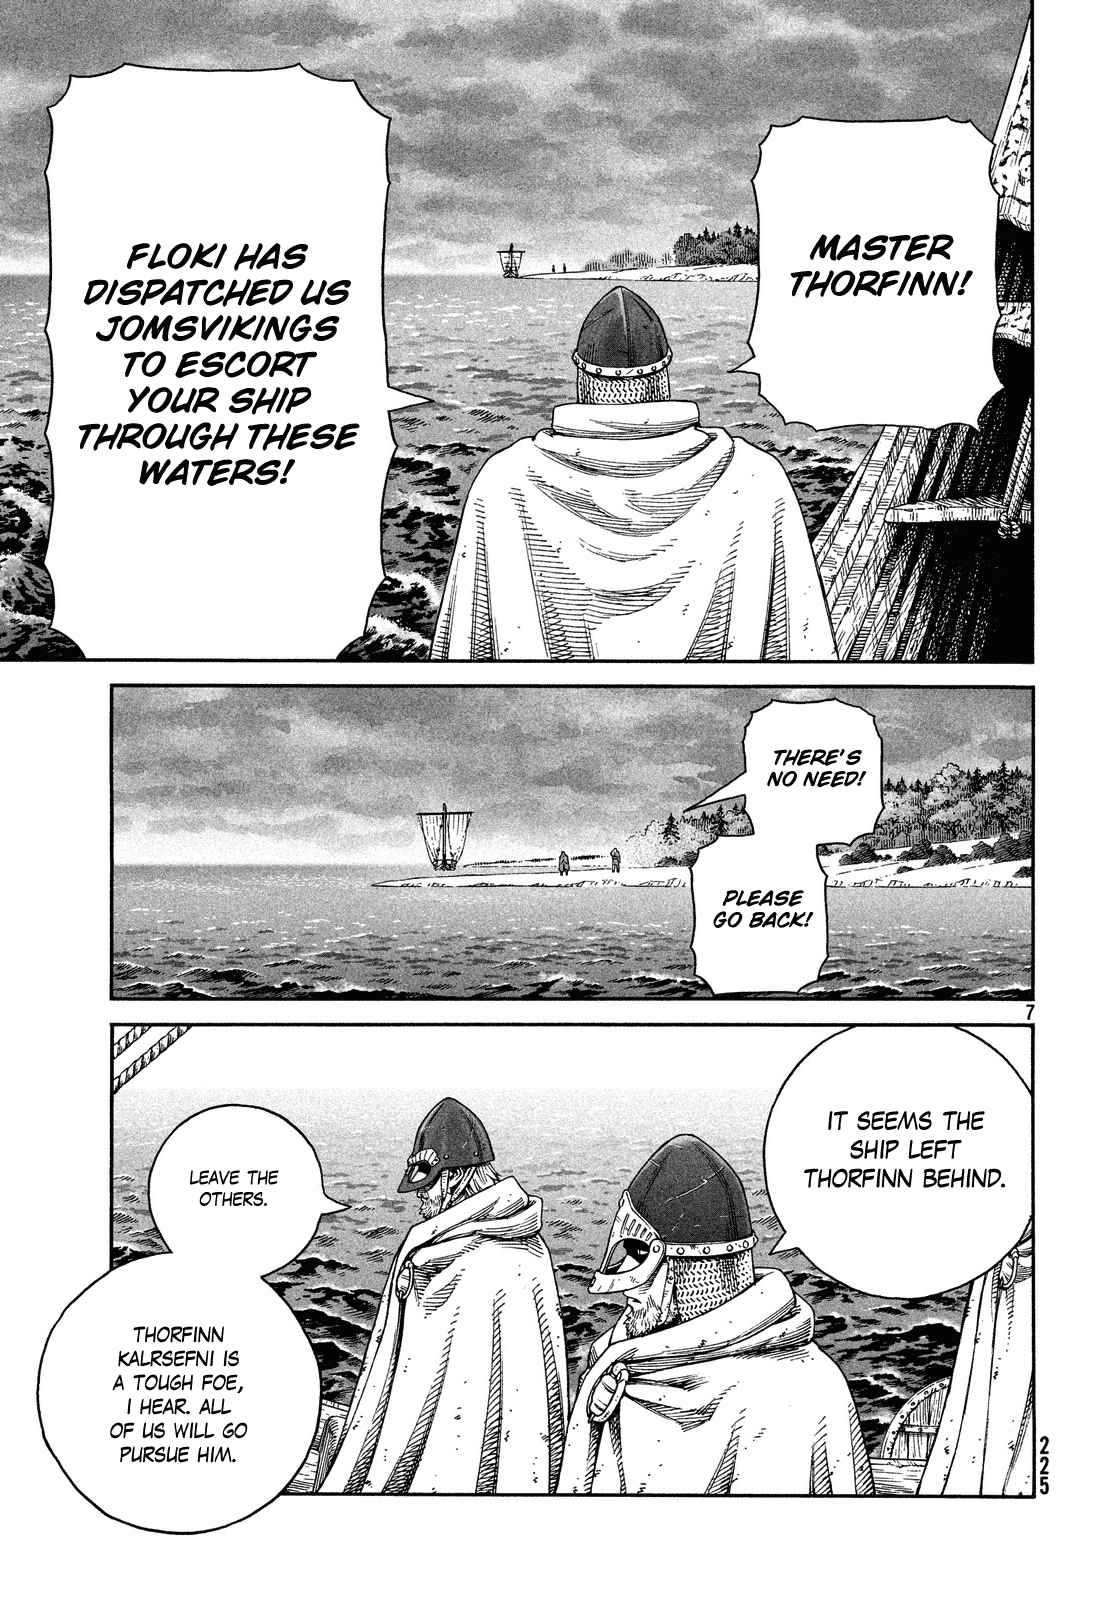 MASTER
THORFINN!
FLOKI HAS
DISPATCHED US
JOMSVIKINGS
TO ESCORT
YOUR SHIP
THROUGH THESE
WATERS!
THERE'S
NO NEED!
PLEASE
GO BACK!
7
IT SEEMS THE
SHIP LEFT
THORFINN BEHIND.
LEAVE THE
OTHERS.
THORFINN
KALRSEFNI IS
A TOUGH FOE,
I HEAR. ALL
OF US WILL GO
PURSUE HIM.
225